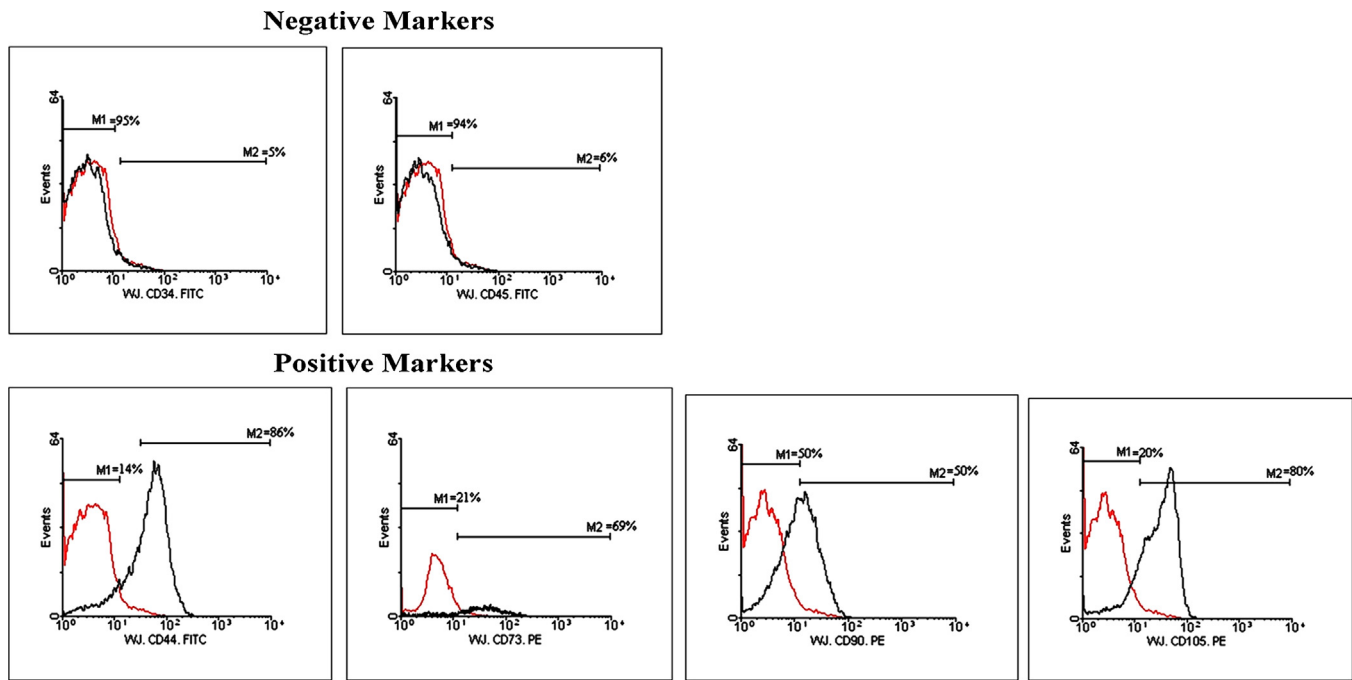 Negative Markers
64
M1 =95%
M2 =5%
Events
0
10⁰ 10¹ 10² 10³ 10⁴
WJ. CD34. FITC
64
M1 =94%
M2 =6%
Events
0
10⁰ 10¹ 10² 10³ 10⁴
WJ. CD45. FITC
Positive Markers
64
M2 =86%
M1 =14%
Events
0
10⁰ 10¹ 10² 10³ 10⁴
WJ. CD44. FITC
64
M1 =21%
M2 =69%
Events
0
10⁰ 10¹ 10² 10³ 10⁴
WJ. CD73. PE
64
M1 =50%
M2 =50%
Events
0
10⁰ 10¹ 10² 10³ 10⁴
WJ. CD90. PE
64
M1 =20%
M2 =80%
Events
0
10⁰ 10¹ 10² 10³ 10⁴
WJ. CD105. PE